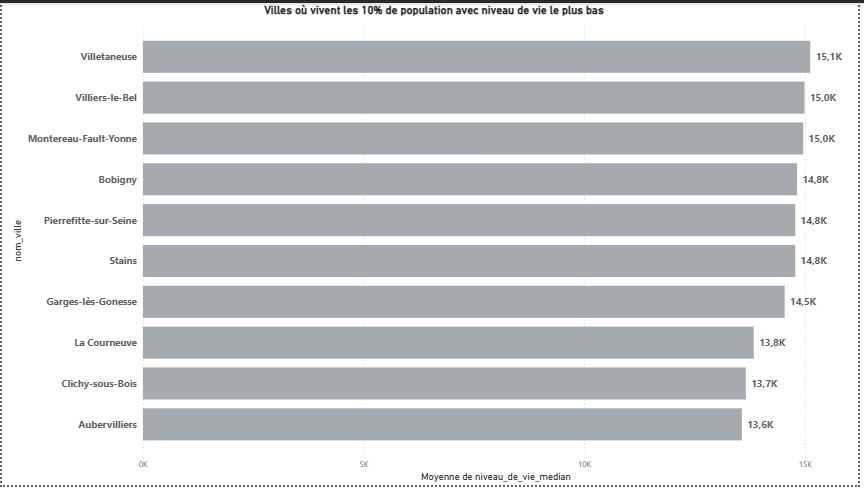 Villes où vivent les 10% de population avec niveau de vie le plus bas
nom_ville
Villetaneuse 15,1K
Villiers-le-Bel 15,0K
Montereau-Fault-Yonne 15,0K
Bobigny 14,8K
Pierrefitte-sur-Seine 14,8K
Stains 14,8K
Garges-lès-Gonesse 14,5K
La Courneuve 13,8K
Clichy-sous-Bois 13,7K
Aubervilliers 13,6K
0K 5K 10K 15K
Moyenne de niveau_de_vie_median